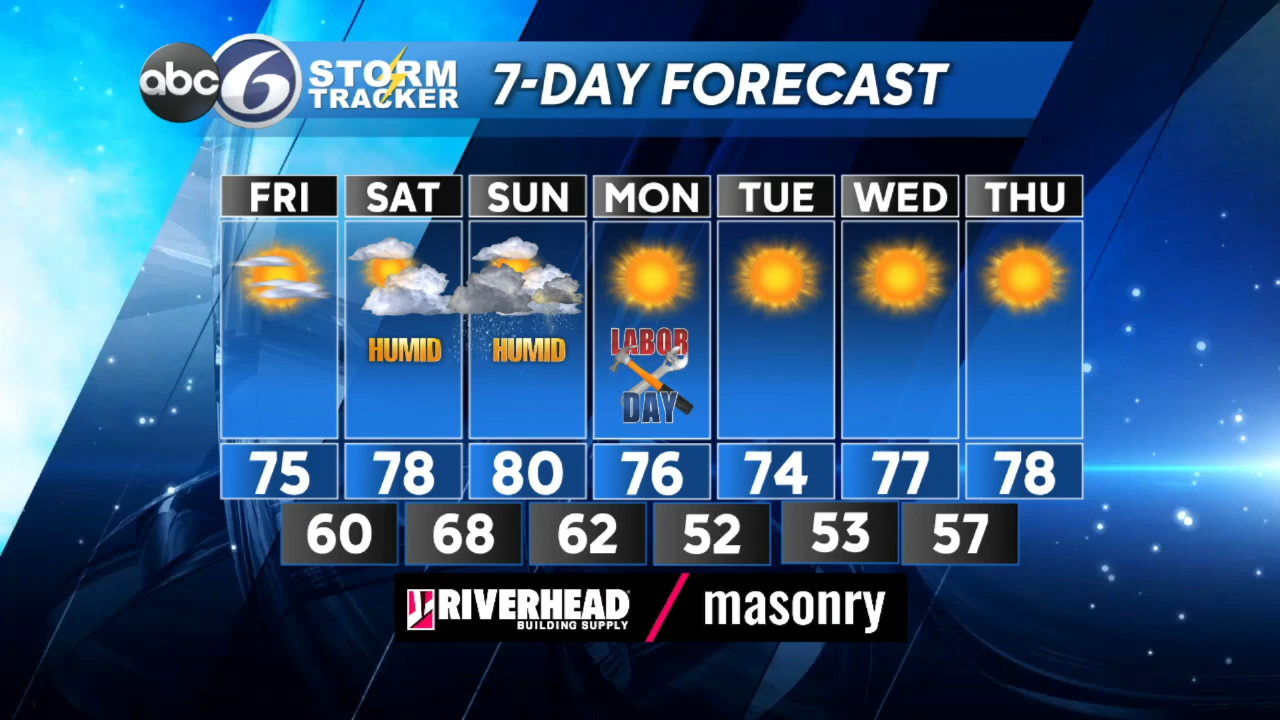 abc 6 STORM TRACKER 7-DAY FORECAST
FRI SAT SUN MON TUE WED THU
HUMID HUMID LABOR DAY
75 78 80 76 74 77 78
60 68 62 52 53 57
RIVERHEAD BUILDING SUPPLY / masonry